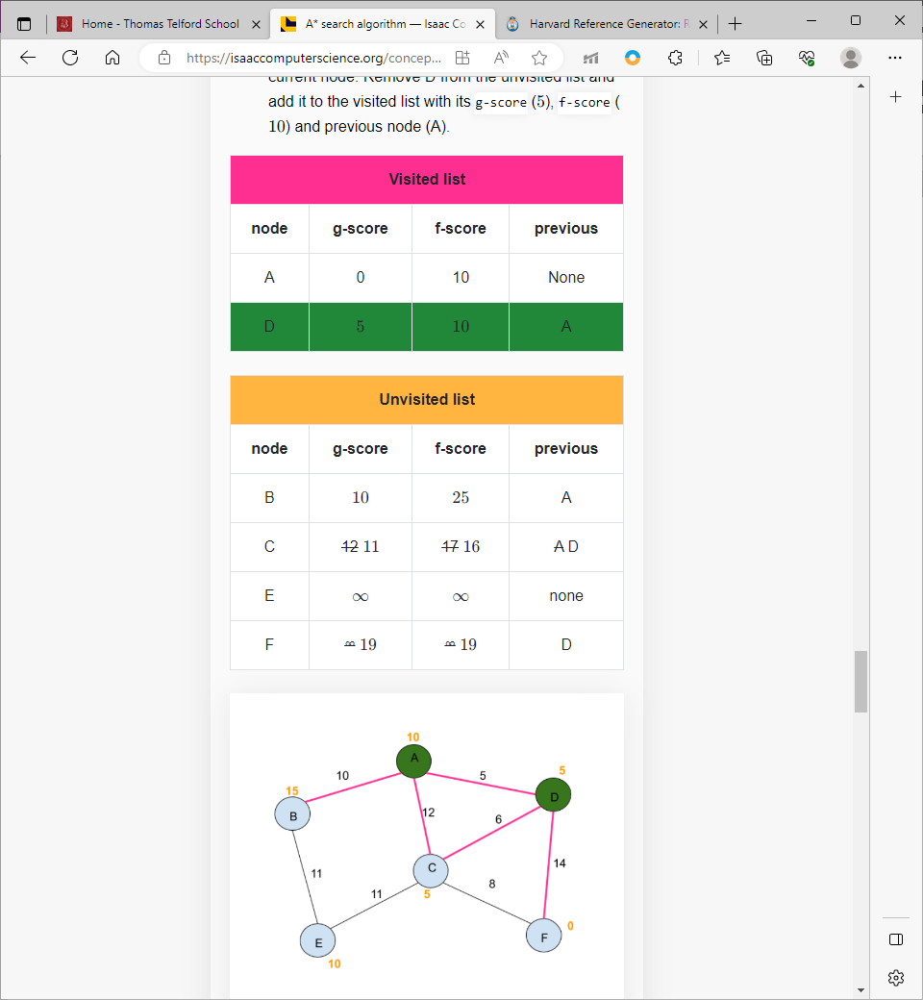 Home - Thomas Telford School
A* search algorithm — Isaac Co
Harvard Reference Generator: R
https://isaaccomputerscience.org/concep...
current node. Remove D from the unvisited list and
add it to the visited list with its g-score (5), f-score (
10) and previous node (A).
Visited list
node g-score f-score previous
A 0 10 None
D 5 10 A
Unvisited list
node g-score f-score previous
B 10 25 A
C 12 11 17 16 A D
E ∞ ∞ none
F ∞ 19 ∞ 19 D
10
A
10 5 5
15 D
B 12 6
C 14
11 11 5 8
E F 0
10